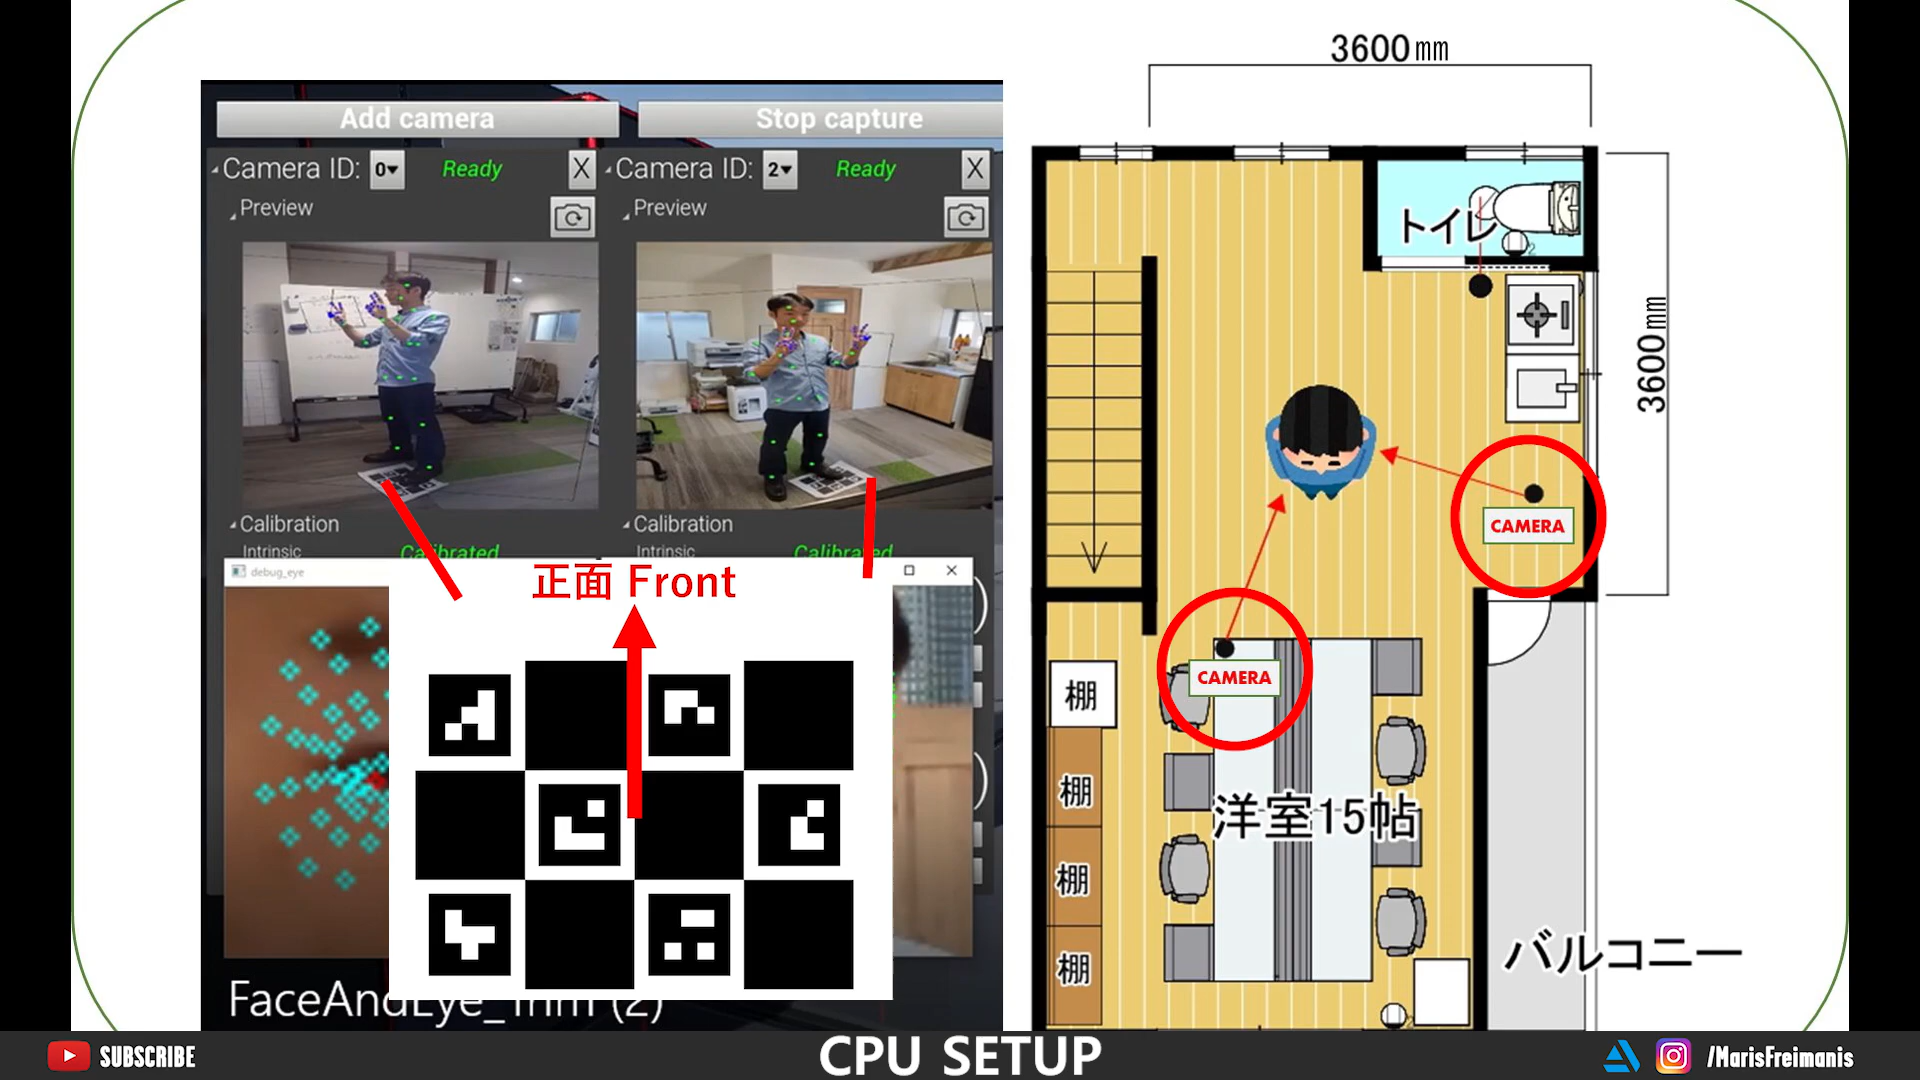 Add camera
Stop capture
Camera ID: 0 Ready X
Camera ID: 2 Ready X
Preview
Preview
Calibration
Calibration
Intrinsic Calibrated
Intrinsic Calibrated
debug_eye
正面 Front
3600㎜
3600㎜
トイレ
CAMERA
CAMERA
棚
棚
棚
棚
洋室15帖
バルコニー
SUBSCRIBE
CPU SETUP
/MarisFreimanis